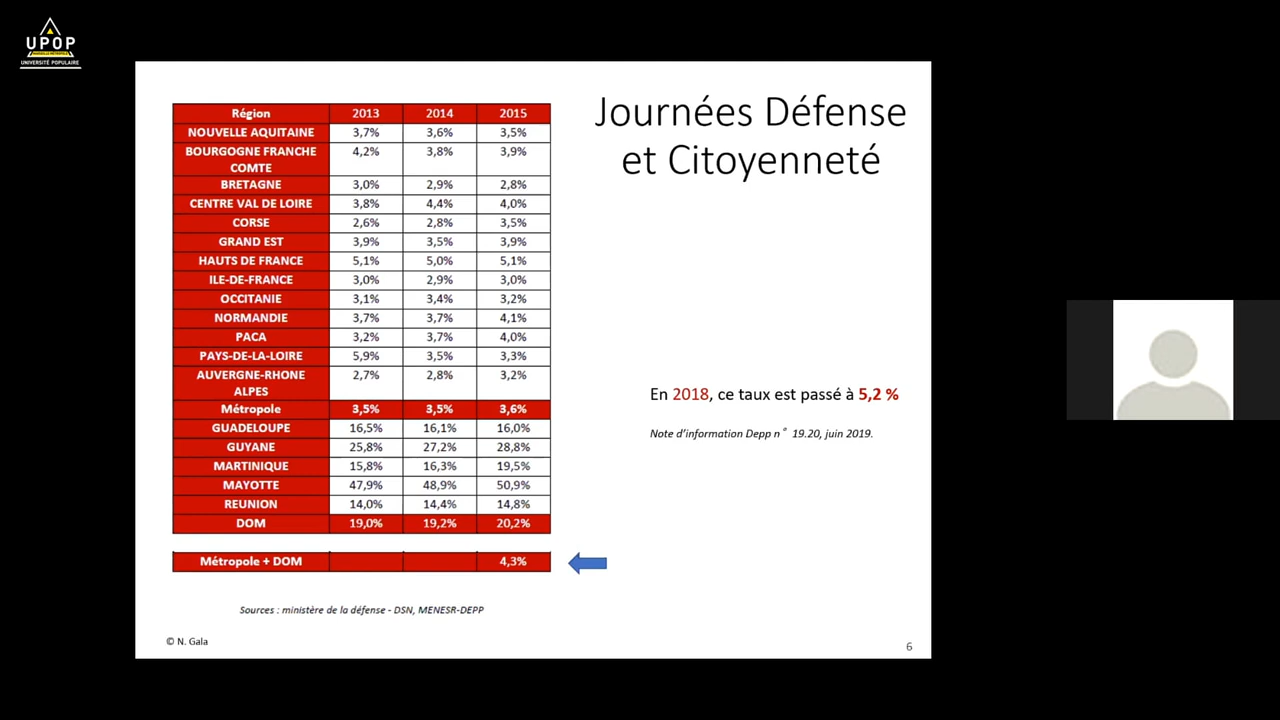 UPOP
UNIVERSITÉ POPULAIRE
Journées Défense
et Citoyenneté
Région 2013 2014 2015
NOUVELLE AQUITAINE 3,7% 3,6% 3,5%
BOURGOGNE FRANCHE COMTE 4,2% 3,8% 3,9%
BRETAGNE 3,0% 2,9% 2,8%
CENTRE VAL DE LOIRE 3,8% 4,4% 4,0%
CORSE 2,6% 2,8% 3,5%
GRAND EST 3,9% 3,5% 3,9%
HAUTS DE FRANCE 5,1% 5,0% 5,1%
ILE-DE-FRANCE 3,0% 2,9% 3,0%
OCCITANIE 3,1% 3,4% 3,2%
NORMANDIE 3,7% 3,7% 4,1%
PACA 3,2% 3,7% 4,0%
PAYS-DE-LA-LOIRE 5,9% 3,5% 3,3%
AUVERGNE-RHONE ALPES 2,7% 2,8% 3,2%
Métropole 3,5% 3,5% 3,6%
GUADELOUPE 16,5% 16,1% 16,0%
GUYANE 25,8% 27,2% 28,8%
MARTINIQUE 15,8% 16,3% 19,5%
MAYOTTE 47,9% 48,9% 50,9%
REUNION 14,0% 14,4% 14,8%
DOM 19,0% 19,2% 20,2%
Métropole + DOM 4,3%
En 2018, ce taux est passé à 5,2 %
Note d'information Depp n° 19.20, juin 2019.
Sources : ministère de la défense - DSN, MENESR-DEPP
© N. Gala
6